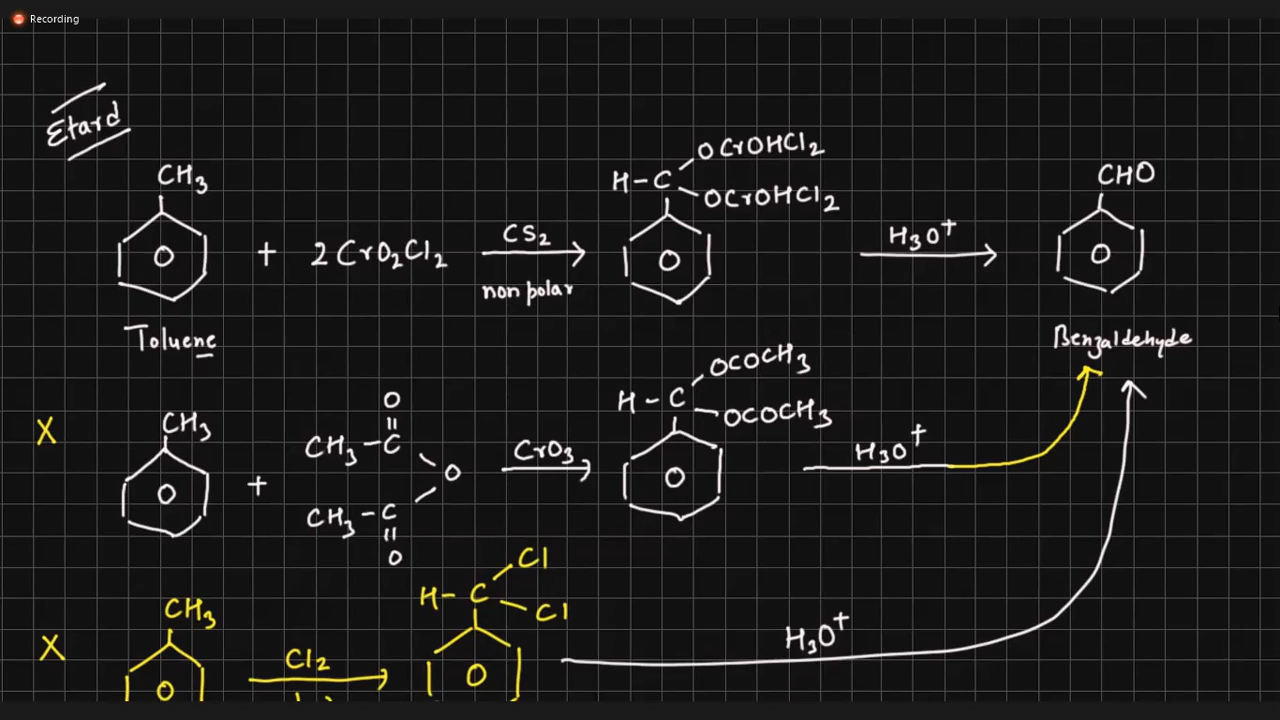 Recording
Etard
CH3 + 2CrO2Cl2 CS2 non polar H-C OCrOHCl2 OCrOHCl2 H3O+ CHO
Toluene Benzaldehyde
X CH3 + CH3-C O O CH3-C O CrO3 H-C OCOCH3 OCOCH3 H3O+
X CH3 Cl2 H-C Cl Cl H3O+